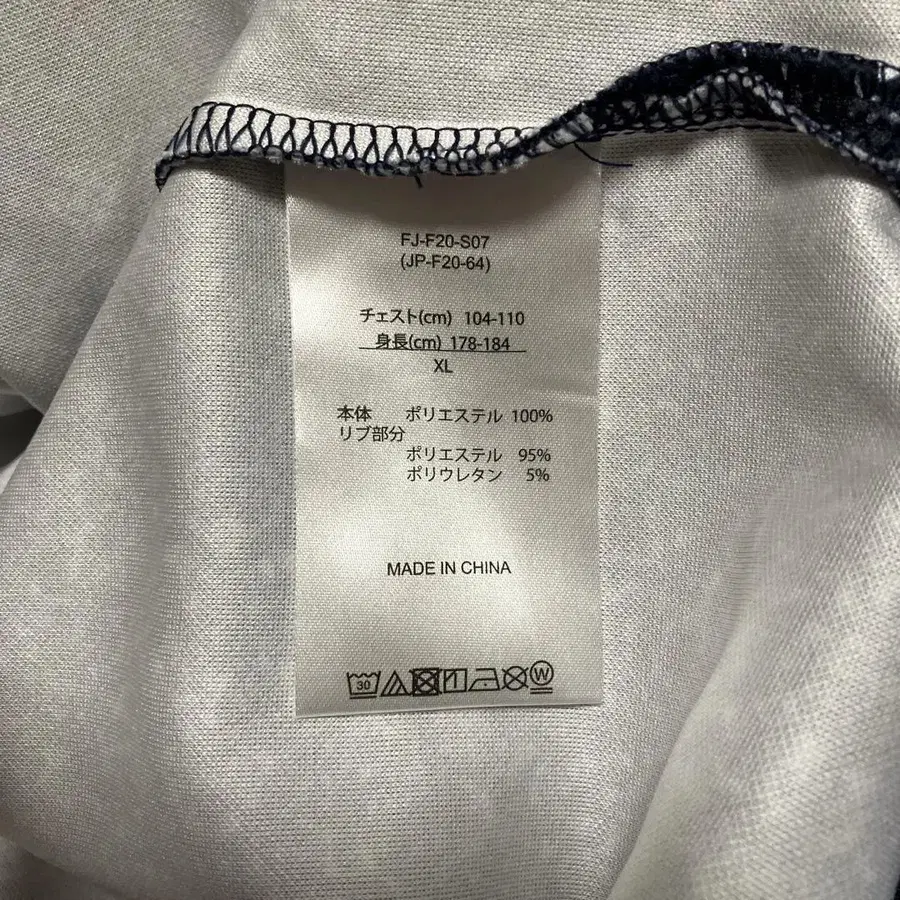 FJ-F20-S07
(JP-F20-64)
チェスト(cm) 104-110
身長(cm) 178-184
XL
本体 ポリエステル 100%
リブ部分
ポリエステル 95%
ポリウレタン 5%
MADE IN CHINA
30 W